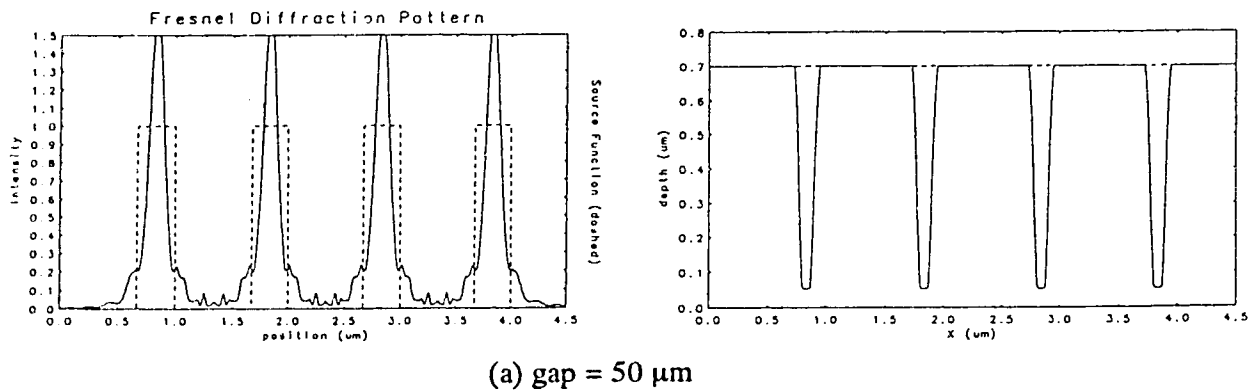 Fresnel Diffraction Pattern
1.5
1.4
1.3
1.2
1.1
1.0
0.9
0.8
0.7
0.6
0.5
0.4
0.3
0.2
0.1
0.0
Intensity
0.0 0.5 1.0 1.5 2.0 2.5 3.0 3.5 4.0 4.5
position (um)
Source Function (dashed)
0.8
0.7
0.6
0.5
0.4
0.3
0.2
0.1
0.0
depth (um)
0.0 0.5 1.0 1.5 2.0 2.5 3.0 3.5 4.0 4.5
X (um)
(a) gap = 50 μm